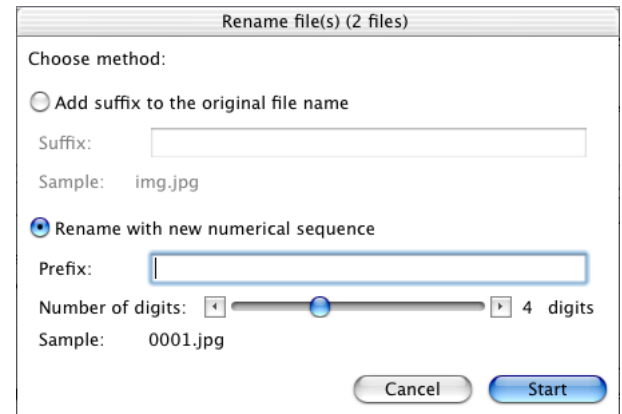 Rename file(s) (2 files)
Choose method:
Add suffix to the original file name
Suffix:
Sample: img.jpg
Rename with new numerical sequence
Prefix:
Number of digits: 4 digits
Sample: 0001.jpg
Cancel Start